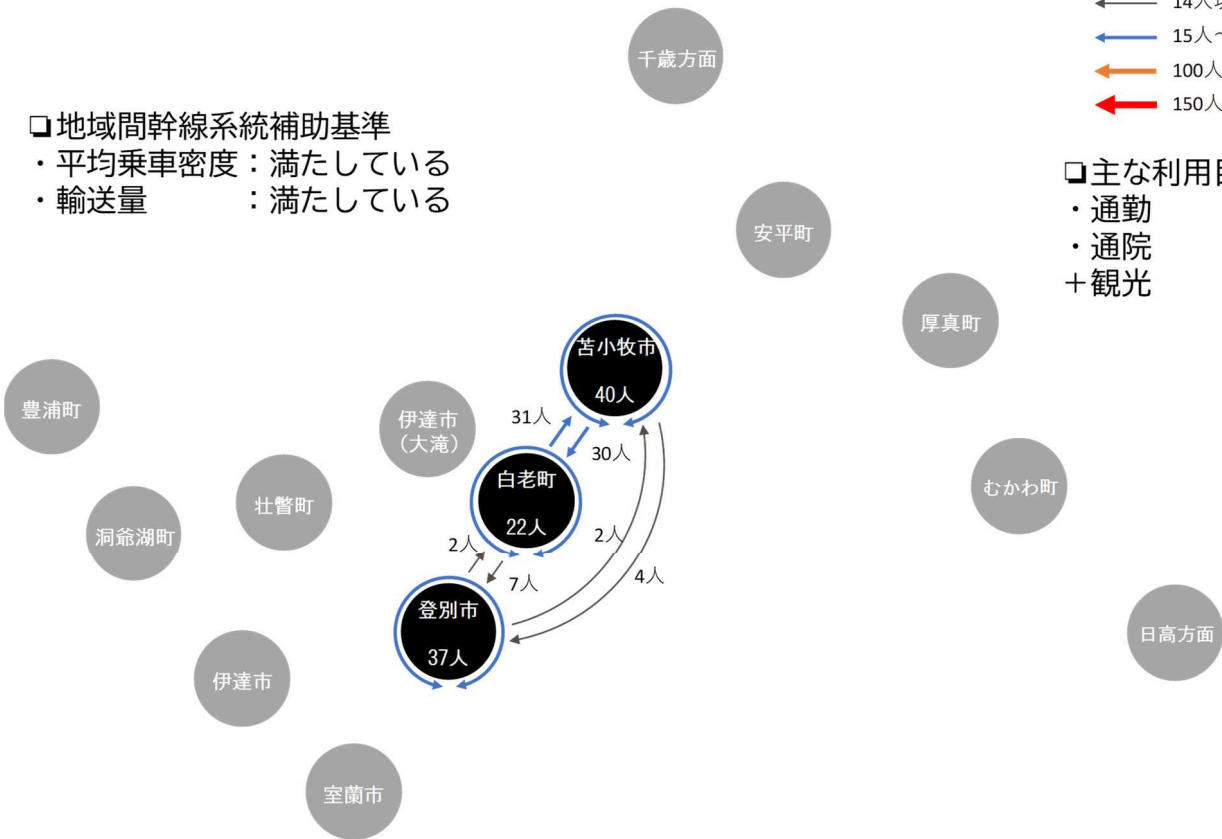 14人
15人~
100人
150人
千歳方面
❏地域間幹線系統補助基準
・平均乗車密度：満たしている
・輸送量　　　：満たしている
❏主な利用
・通勤
・通院
＋観光
安平町
厚真町
苫小牧市
40人
豊浦町
伊達市
（大滝）
31人
30人
白老町
22人
むかわ町
壮瞥町
洞爺湖町
2人
2人
7人
4人
登別市
37人
日高方面
伊達市
室蘭市